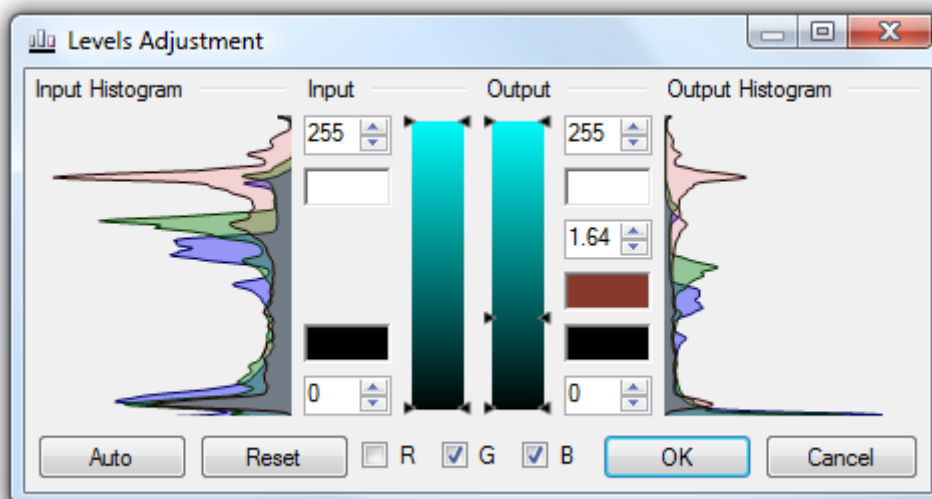 Levels Adjustment
Input Histogram Input Output Output Histogram
255 255
1.64
0 0
Auto Reset R G B OK Cancel